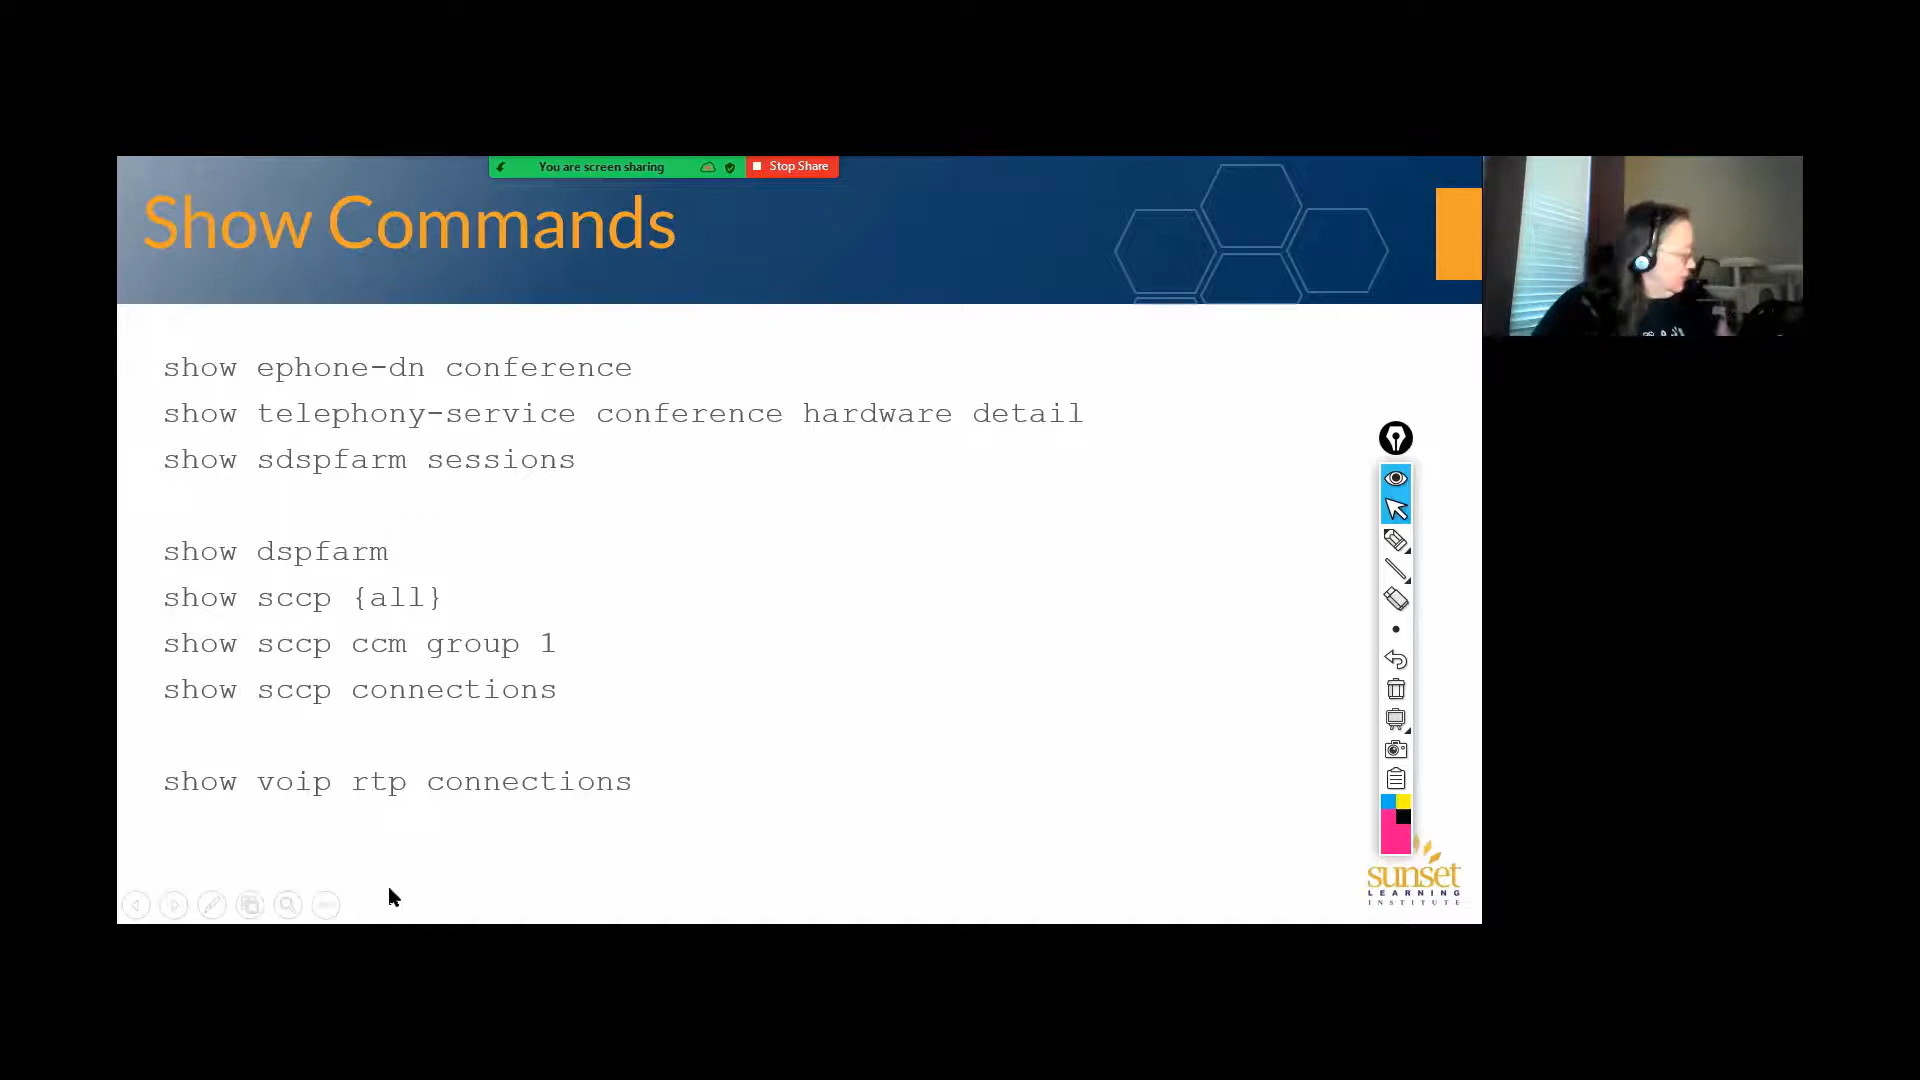 You are screen sharing
Stop Share
Show Commands
show ephone-dn conference
show telephony-service conference hardware detail
show sdspfarm sessions
show dspfarm
show sccp {all}
show sccp ccm group 1
show sccp connections
show voip rtp connections
sunset
LEARNING
INSTITUTE